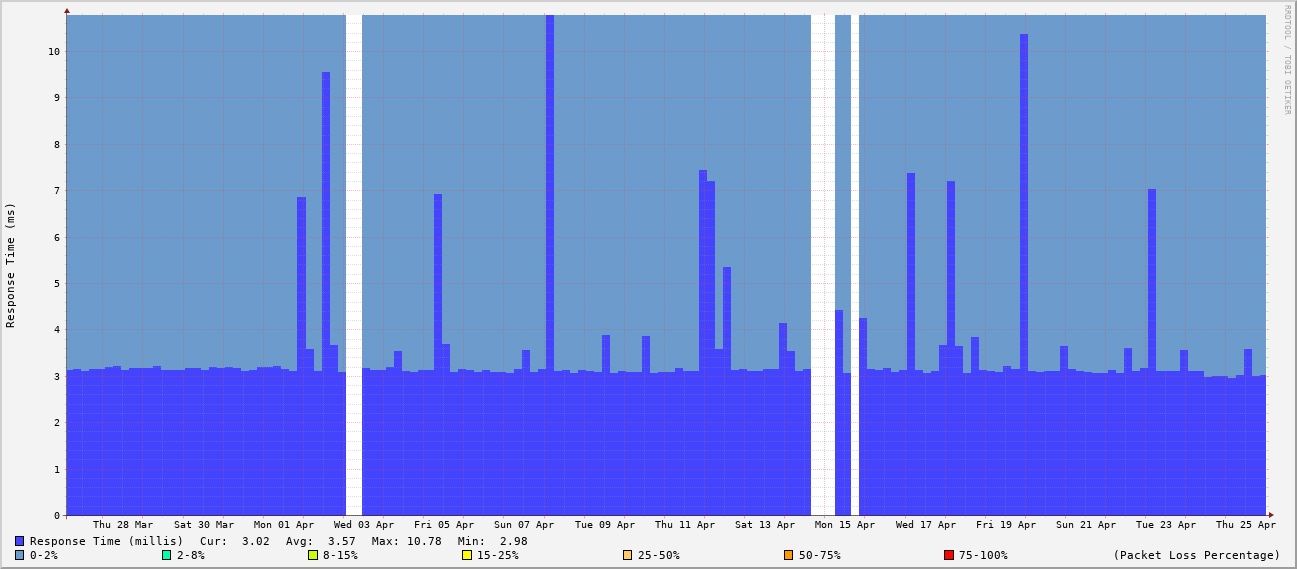 RRDTOOL / TOBI OETIKER
Response Time (ms)
10
9
8
7
6
5
4
3
2
1
0
Thu 28 Mar Sat 30 Mar Mon 01 Apr Wed 03 Apr Fri 05 Apr Sun 07 Apr Tue 09 Apr Thu 11 Apr Sat 13 Apr Mon 15 Apr Wed 17 Apr Fri 19 Apr Sun 21 Apr Tue 23 Apr Thu 25 Apr
Response Time (millis) Cur: 3.02 Avg: 3.57 Max: 10.78 Min: 2.98
0-2% 2-8% 8-15% 15-25% 25-50% 50-75% 75-100% (Packet Loss Percentage)